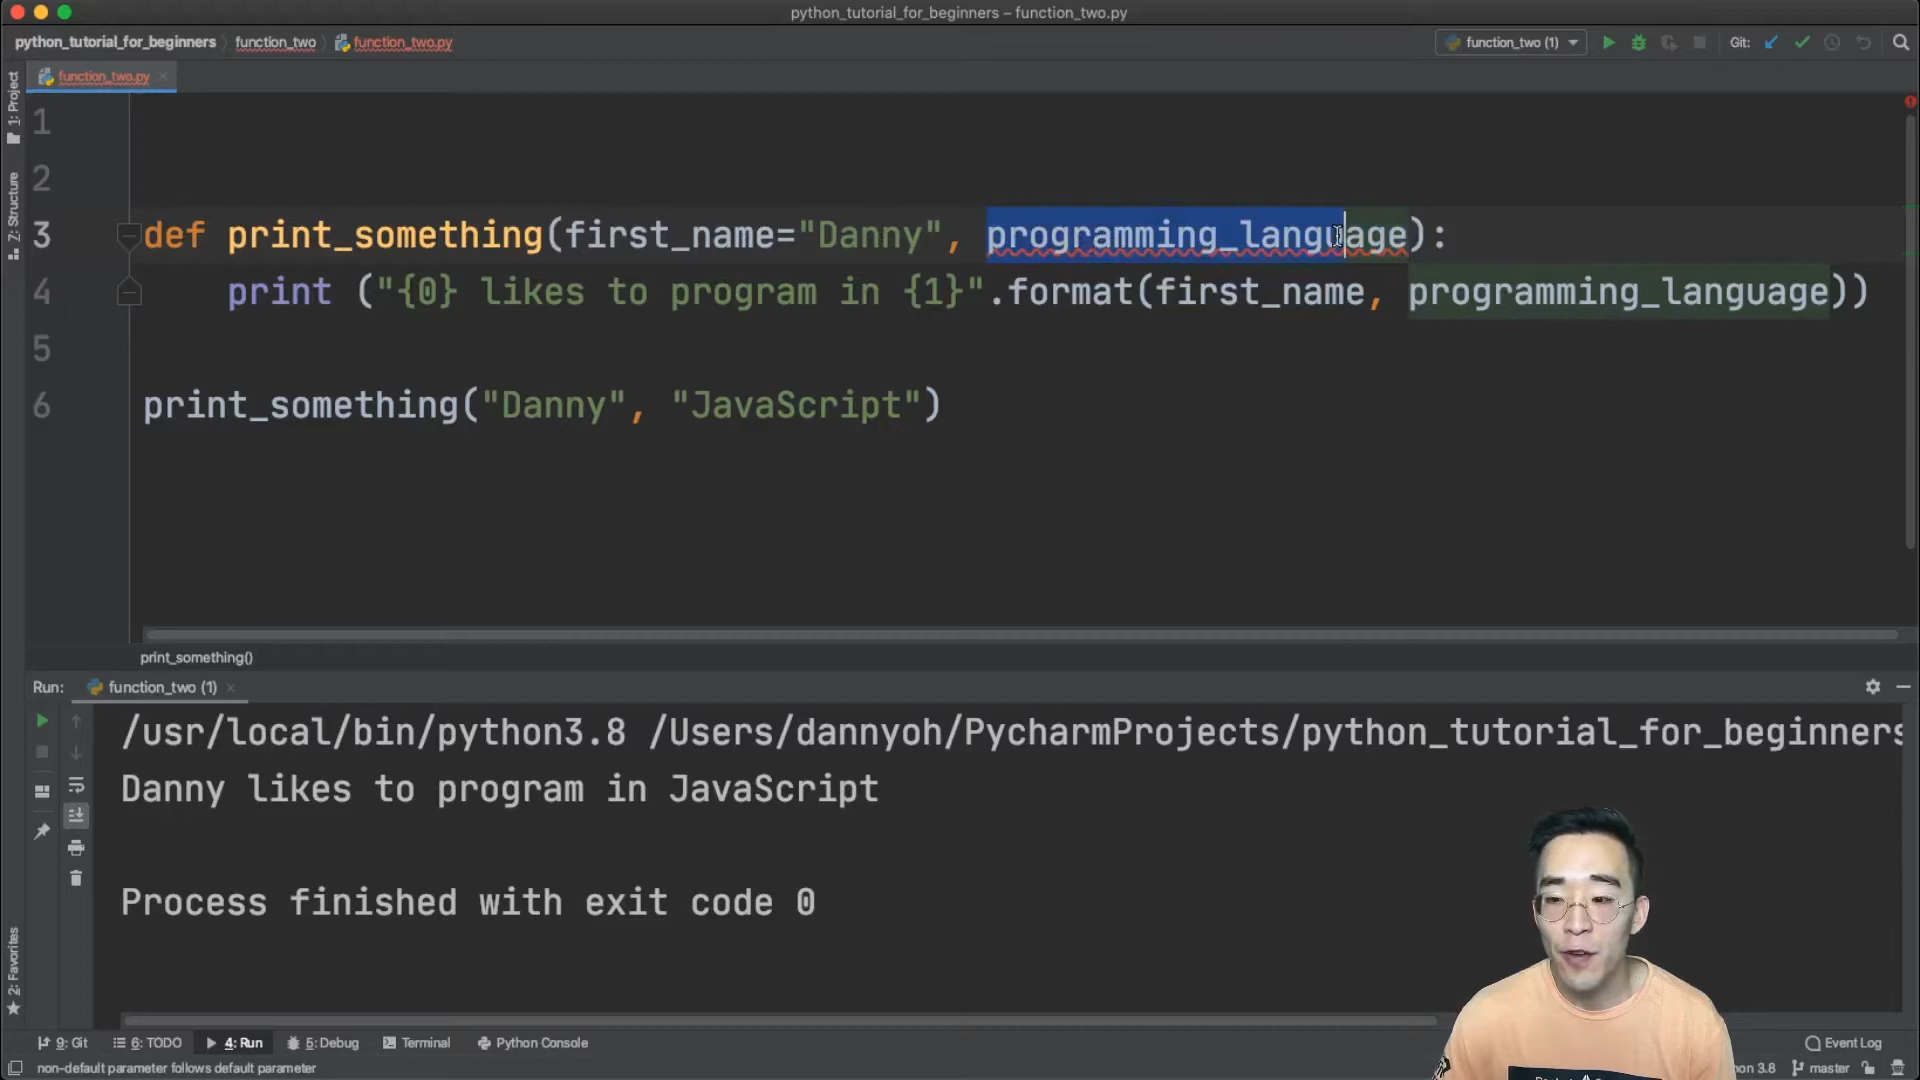 python_tutorial_for_beginners – function_two.py
python_tutorial_for_beginners function_two function_two.py function_two (1) Git:
function_two.py
1: Project
Z: Structure
2: Favorites
1
2
3 def print_something(first_name="Danny", programming_language):
4 print ("{0} likes to program in {1}".format(first_name, programming_language))
5
6 print_something("Danny", "JavaScript")
print_something()
Run: function_two (1)
/usr/local/bin/python3.8 /Users/dannyoh/PycharmProjects/python_tutorial_for_beginners
Danny likes to program in JavaScript
Process finished with exit code 0
9: Git 6: TODO 4: Run 5: Debug Terminal Python Console Event Log
non-default parameter follows default parameter 3.8 master